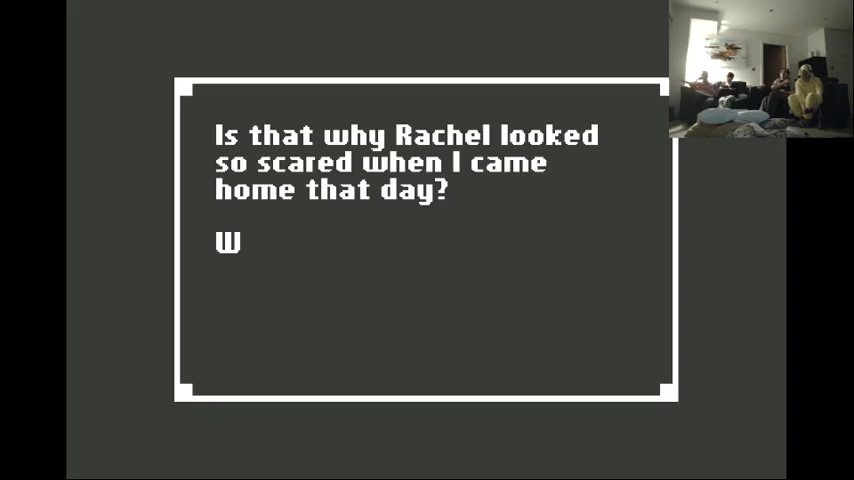 Is that why Rachel looked
so scared when I came
home that day?
W